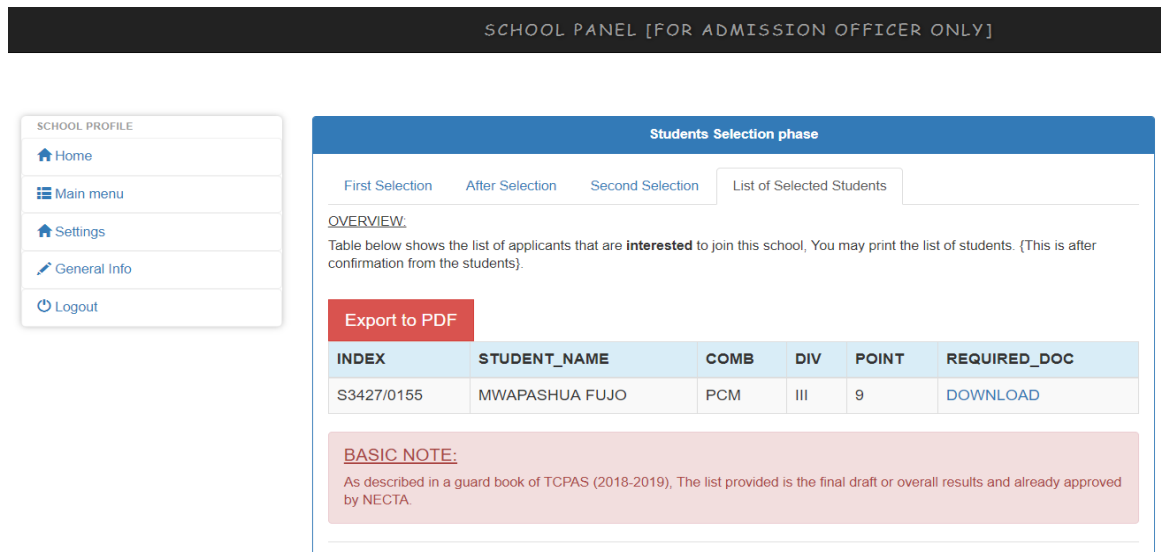 SCHOOL PANEL [FOR ADMISSION OFFICER ONLY]
SCHOOL PROFILE
Home
Main menu
Settings
General Info
Logout
Students Selection phase
First Selection After Selection Second Selection List of Selected Students
OVERVIEW:
Table below shows the list of applicants that are interested to join this school, You may print the list of students. {This is after
confirmation from the students}.
Export to PDF
INDEX STUDENT_NAME COMB DIV POINT REQUIRED_DOC
S3427/0155 MWAPASHUA FUJO PCM III 9 DOWNLOAD
BASIC NOTE:
As described in a guard book of TCPAS (2018-2019), The list provided is the final draft or overall results and already approved
by NECTA.